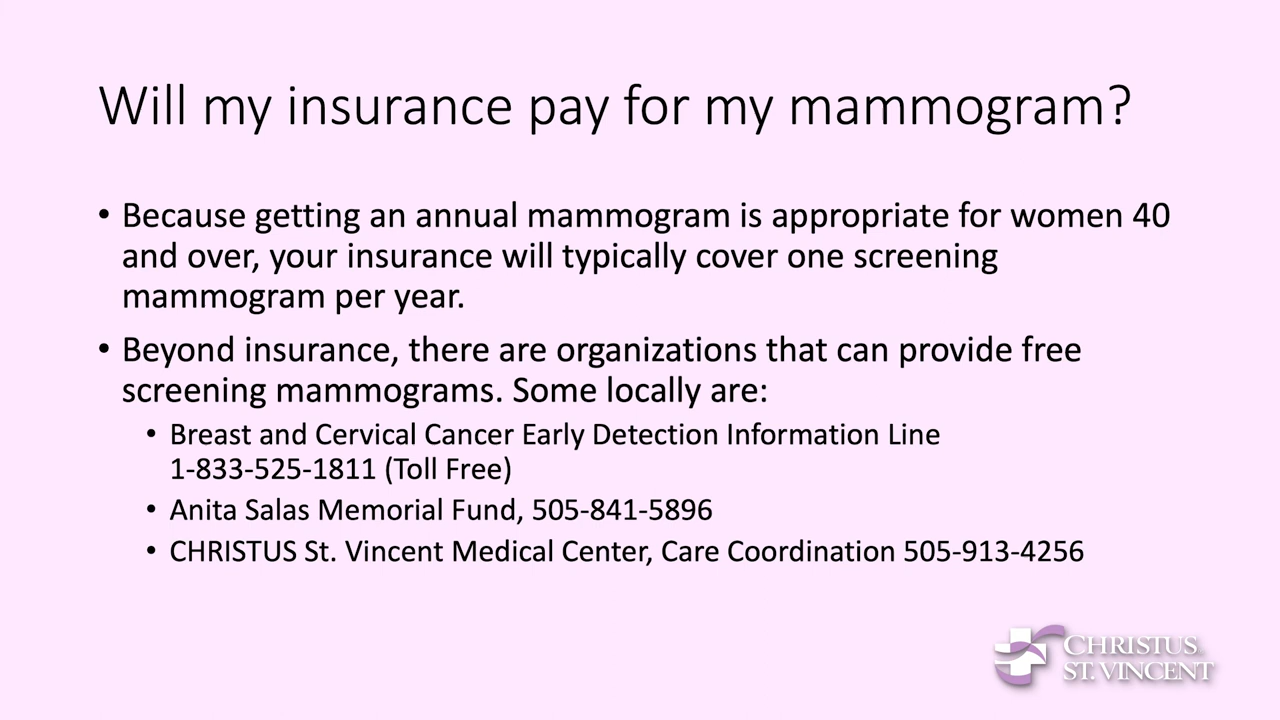 Will my insurance pay for my mammogram?
• Because getting an annual mammogram is appropriate for women 40
and over, your insurance will typically cover one screening
mammogram per year.
• Beyond insurance, there are organizations that can provide free
screening mammograms. Some locally are:
• Breast and Cervical Cancer Early Detection Information Line
1-833-525-1811 (Toll Free)
• Anita Salas Memorial Fund, 505-841-5896
• CHRISTUS St. Vincent Medical Center, Care Coordination 505-913-4256
CHRISTUS
ST. VINCENT